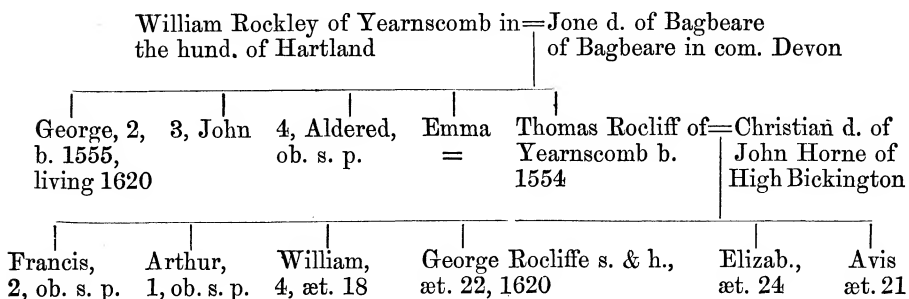 William Rockley of Yearnscomb in=Jone d. of Bagbeare
the hund. of Hartland of Bagbeare in com. Devon
George, 2, 3, John 4, Aldered, Emma Thomas Rocliff of=Christian d. of
b. 1555, ob. s. p. = Yearnscomb b. John Horne of
living 1620 1554 High Bickington
Francis, Arthur, William, George Rocliffe s. & h., Elizab., Avis
2, ob. s. p. 1, ob. s. p. 4, æt. 18 æt. 22, 1620 æt. 24 æt. 21